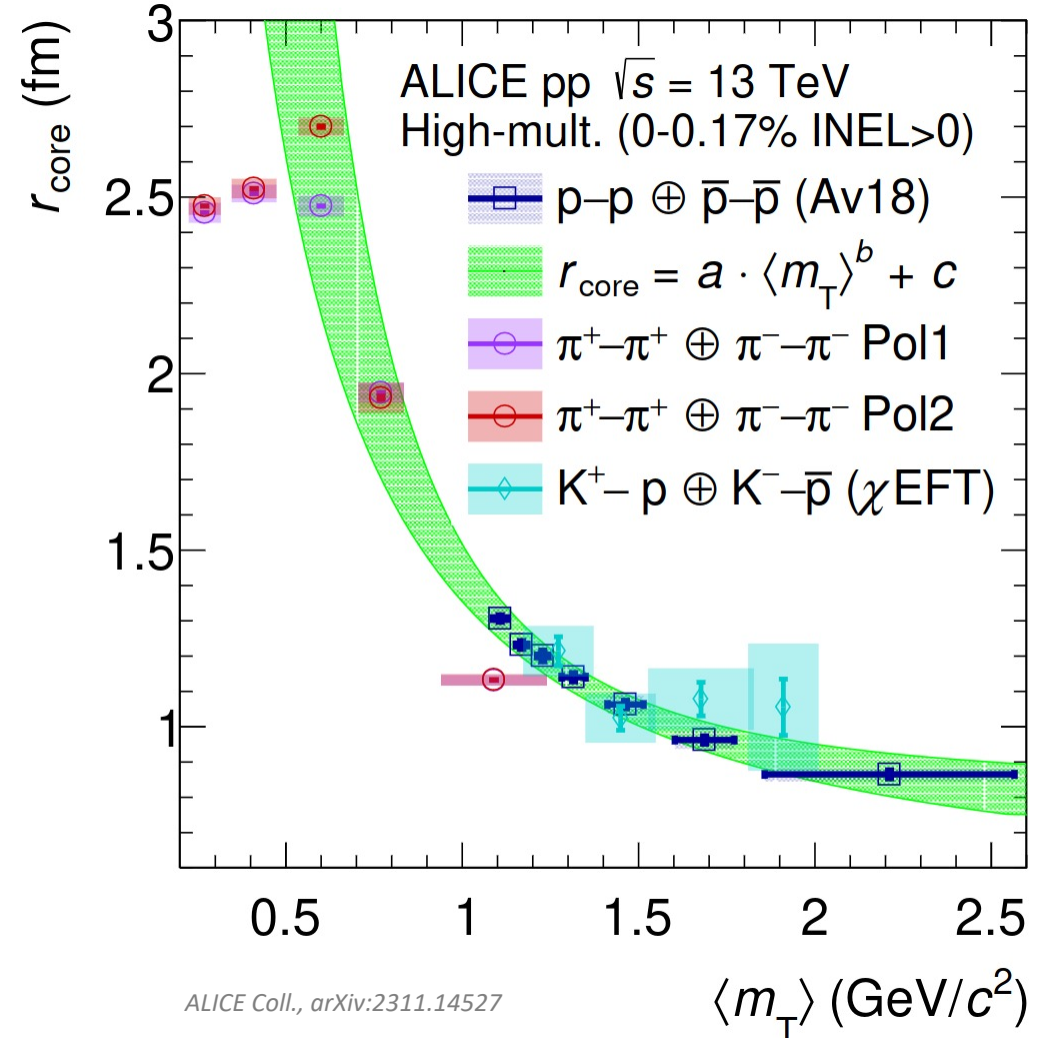 r_core (fm)
3
2.5
2
1.5
1
ALICE pp √s = 13 TeV
High-mult. (0-0.17% INEL>0)
p–p ⊕ p̅–p̅ (Av18)
r_core = a · ⟨m_T⟩^b + c
π⁺–π⁺ ⊕ π⁻–π⁻ Pol1
π⁺–π⁺ ⊕ π⁻–π⁻ Pol2
K⁺– p ⊕ K⁻–p̅ (χEFT)
0.5 1 1.5 2 2.5
⟨m_T⟩ (GeV/c²)
ALICE Coll., arXiv:2311.14527